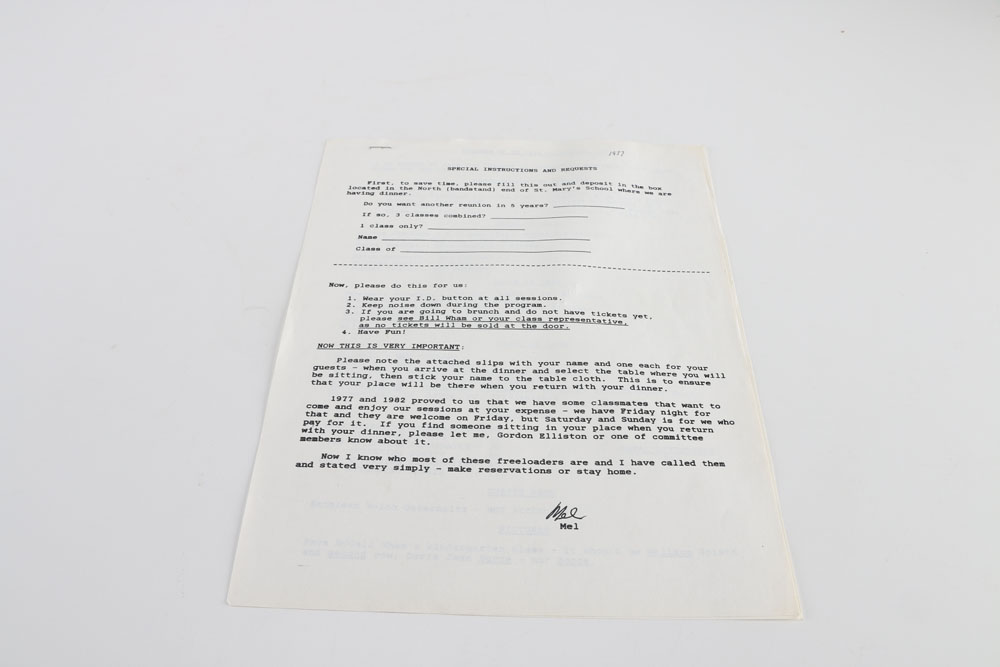 1977
SPECIAL INSTRUCTIONS AND REQUESTS
First, to save time, please fill this out and deposit in the box
located in the North (bandstand) end of St. Mary's School where we are
having dinner.
Do you want another reunion in 5 years?
If so, 3 classes combined?
1 class only?
Name
Class of
Now, please do this for us:
1. Wear your I.D. button at all sessions.
2. Keep noise down during the program.
3. If you are going to brunch and do not have tickets yet,
please see Bill Wham or your class representative,
as no tickets will be sold at the door.
4. Have Fun!
NOW THIS IS VERY IMPORTANT:
Please note the attached slips with your name and one each for your
guests - when you arrive at the dinner and select the table where you will
be sitting, then stick your name to the table cloth. This is to ensure
that your place will be there when you return with your dinner.
1977 and 1982 proved to us that we have some classmates that want to
come and enjoy our sessions at your expense - we have Friday night for
that and they are welcome on Friday, but Saturday and Sunday is for we who
pay for it. If you find someone sitting in your place when you return
with your dinner, please let me, Gordon Elliston or one of committee
members know about it.
Now I know who most of these freeloaders are and I have called them
and stated very simply - make reservations or stay home.
Mel
Mel